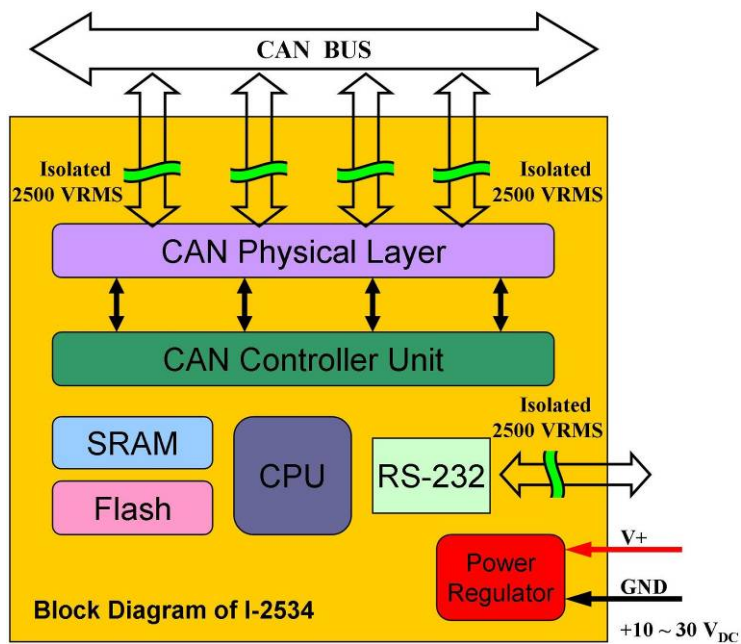 CAN BUS
Isolated
2500 VRMS
Isolated
2500 VRMS
CAN Physical Layer
CAN Controller Unit
SRAM
Flash
CPU
RS-232
Isolated
2500 VRMS
Power
Regulator
V+
GND
+10 ~ 30 VDC
Block Diagram of I-2534